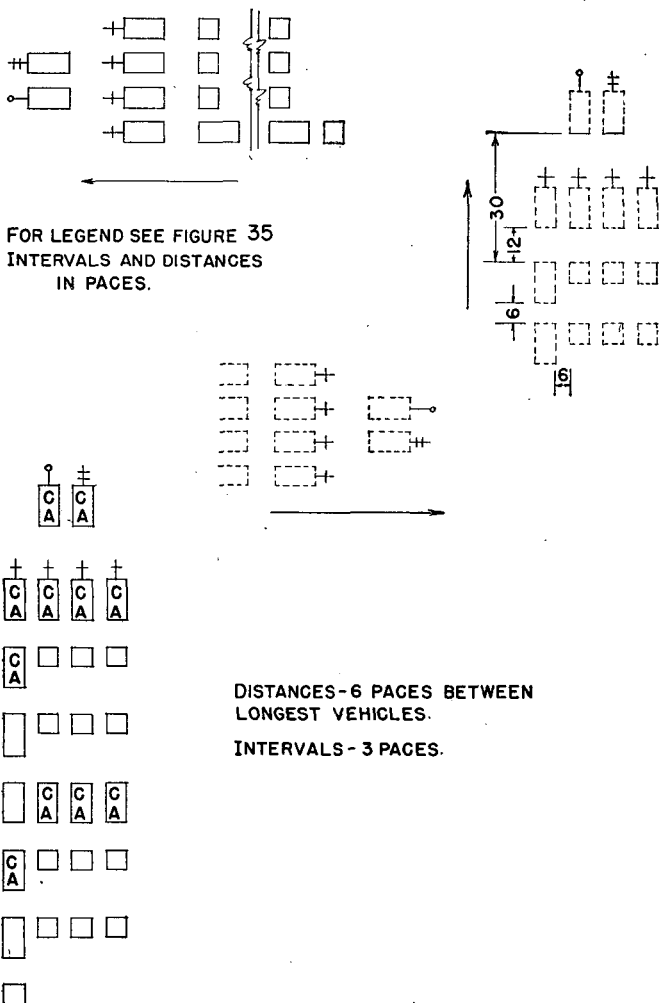 FOR LEGEND SEE FIGURE 35
INTERVALS AND DISTANCES
IN PACES.
30
12
6
6
C A
C A
C A
C A
C A
C A
C A
DISTANCES-6 PACES BETWEEN
LONGEST VEHICLES.
INTERVALS-3 PACES.
C A
C A
C A
C A